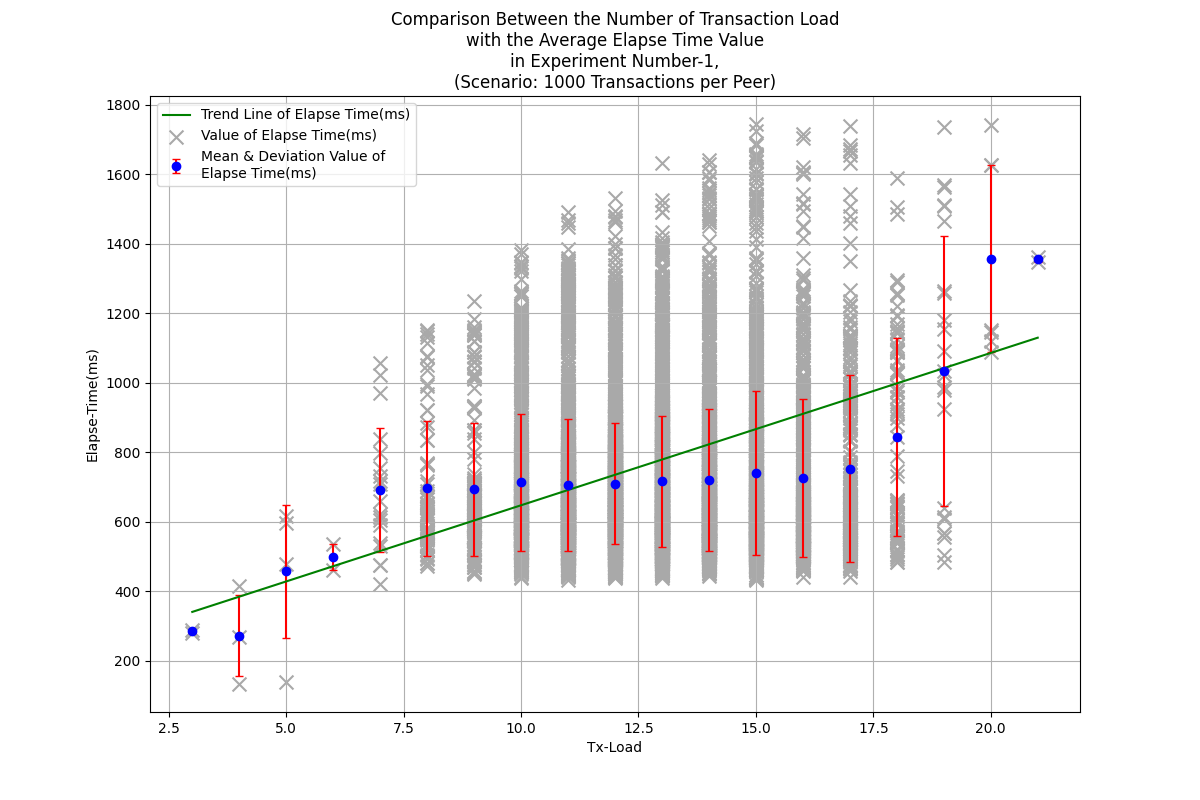 Comparison Between the Number of Transaction Load
with the Average Elapse Time Value
in Experiment Number-1,
(Scenario: 1000 Transactions per Peer)
Trend Line of Elapse Time(ms)
Value of Elapse Time(ms)
Mean & Deviation Value of
Elapse Time(ms)
1800
1600
1400
1200
1000
800
600
400
200
Elapse-Time(ms)
2.5 5.0 7.5 10.0 12.5 15.0 17.5 20.0
Tx-Load